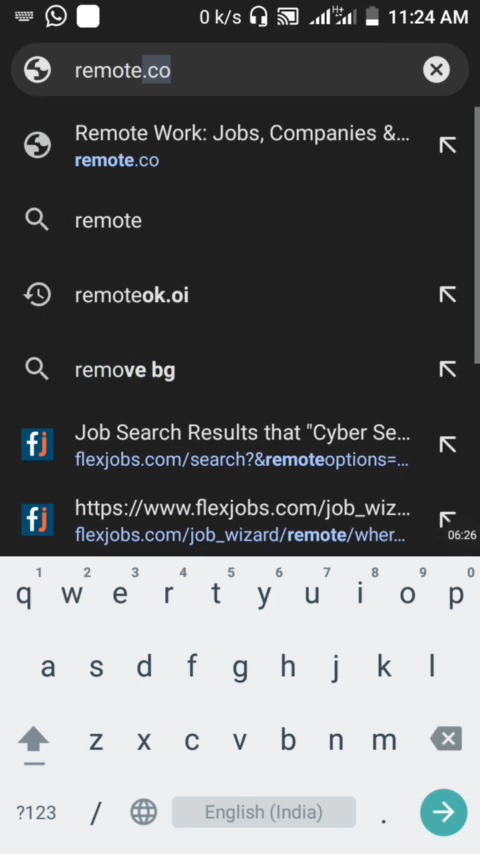 0 k/s H+ 11:24 AM
remote.co
Remote Work: Jobs, Companies &...
remote.co
remote
remoteok.oi
remove bg
fj
Job Search Results that "Cyber Se...
flexjobs.com/search?&remoteoptions=...
fj
https://www.flexjobs.com/job_wiz...
flexjobs.com/job_wizard/remote/wher...
06:26
1 2 3 4 5 6 7 8 9 0
q w e r t y u i o p
a s d f g h j k l
z x c v b n m
?123 / English (India) .